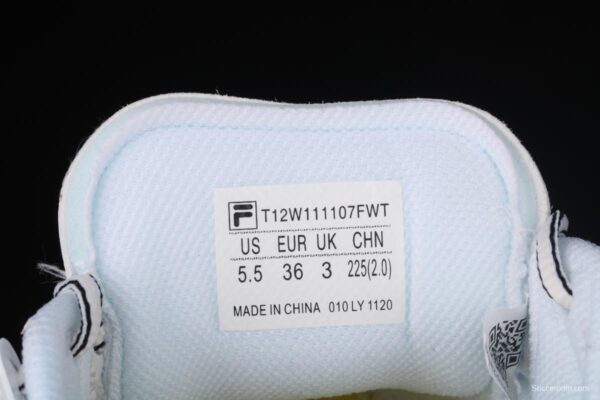 F T12W111107FWT
US EUR UK CHN
5.5 36 3 225(2.0)
MADE IN CHINA 010 LY 1120